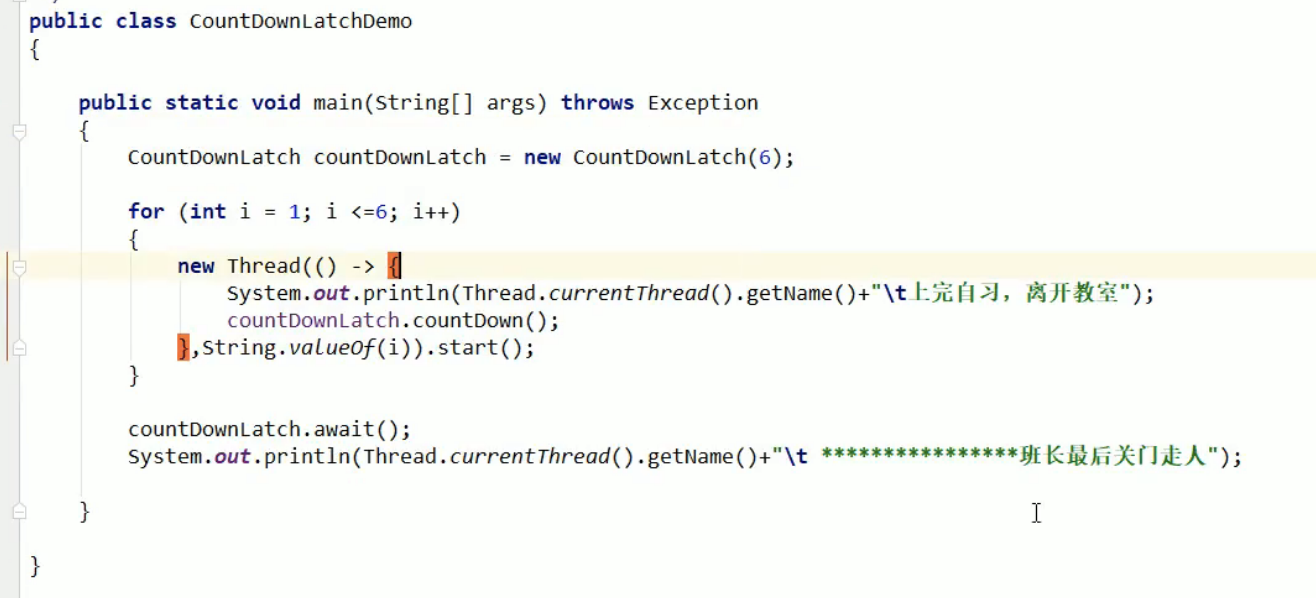 public class CountDownLatchDemo
{
public static void main(String[] args) throws Exception
{
CountDownLatch countDownLatch = new CountDownLatch(6);
for (int i = 1; i <=6; i++)
{
new Thread(() -> {
System.out.println(Thread.currentThread().getName()+"\t上完自习，离开教室");
countDownLatch.countDown();
},String.valueOf(i)).start();
}
countDownLatch.await();
System.out.println(Thread.currentThread().getName()+"\t ****************班长最后关门走人");
}
}